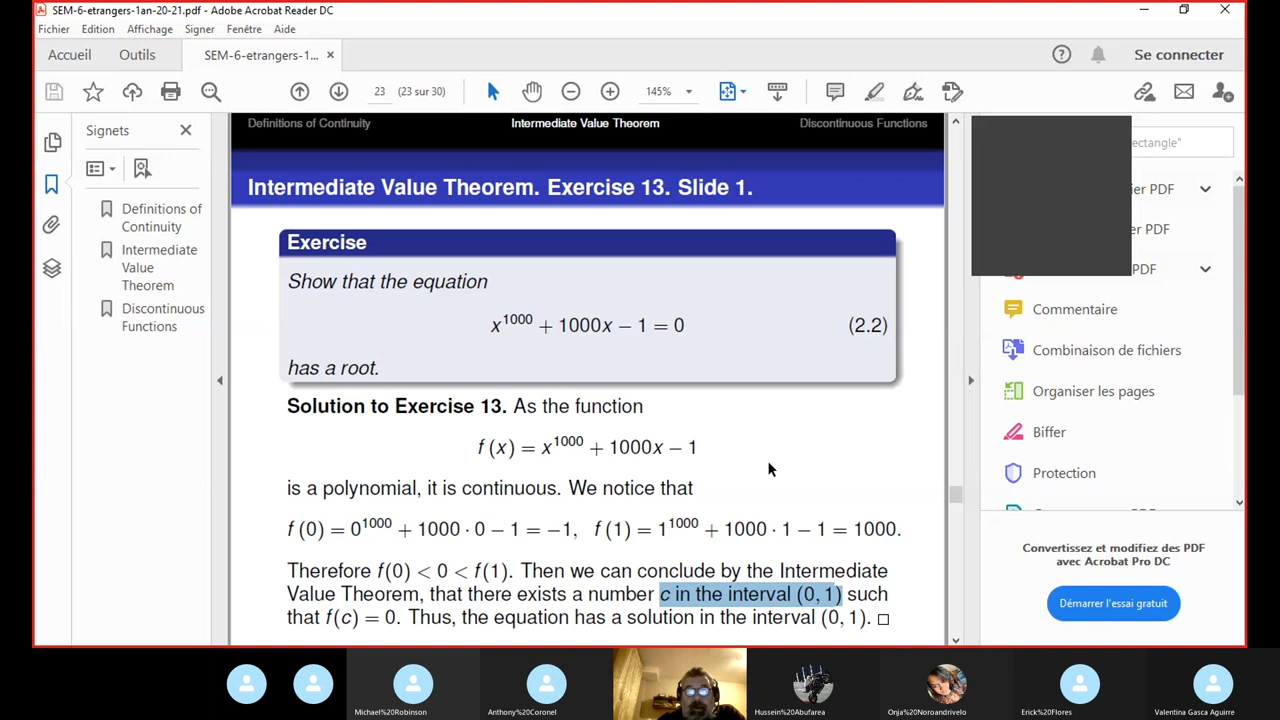 SEM-6-etrangers-1an-20-21.pdf - Adobe Acrobat Reader DC
Fichier Edition Affichage Signer Fenêtre Aide
Accueil Outils SEM-6-etrangers-1... × Se connecter
23 (23 sur 30) 145%
Signets
Definitions of Continuity
Intermediate Value Theorem
Discontinuous Functions
Definitions of Continuity Intermediate Value Theorem Discontinuous Functions
Intermediate Value Theorem. Exercise 13. Slide 1.
Exercise
Show that the equation
x^1000 + 1000x − 1 = 0 (2.2)
has a root.
Solution to Exercise 13. As the function
f (x) = x^1000 + 1000x − 1
is a polynomial, it is continuous. We notice that
f (0) = 0^1000 + 1000 · 0 − 1 = −1, f (1) = 1^1000 + 1000 · 1 − 1 = 1000.
Therefore f(0) < 0 < f(1). Then we can conclude by the Intermediate
Value Theorem, that there exists a number c in the interval (0, 1) such
that f(c) = 0. Thus, the equation has a solution in the interval (0, 1). □
ectangle"
ier PDF
er PDF
PDF
Commentaire
Combinaison de fichiers
Organiser les pages
Biffer
Protection
Convertissez et modifiez des PDF
avec Acrobat Pro DC
Démarrer l'essai gratuit
Michael%20Robinson Anthony%20Coronel Hussein%20Abufarea Onja%20Noroandrivelo Erick%20Flores Valentina Gasca Aguirre